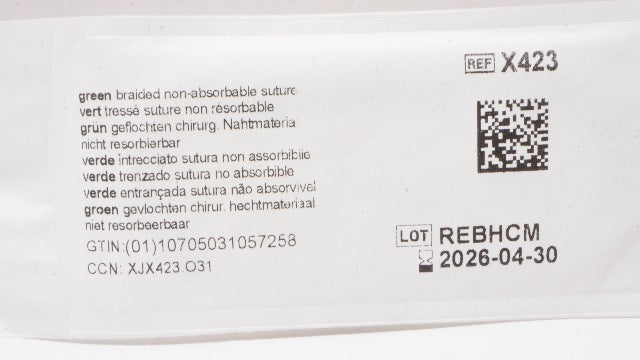 green braided non-absorbable suture
vert tressé suture non résorbable
grün geflochten chirurg. Nahtmaterial
nicht resorbierbar
verde intrecciato sutura non assorbibile
verde trenzado sutura no absorbible
verde entrançada sutura não absorvível
groen gevlochten chirur. hechtmateriaal
niet resorbeerbaar
GTIN:(01)10705031057258
CCN: XJX423.O31
REF X423
LOT REBHCM
2026-04-30